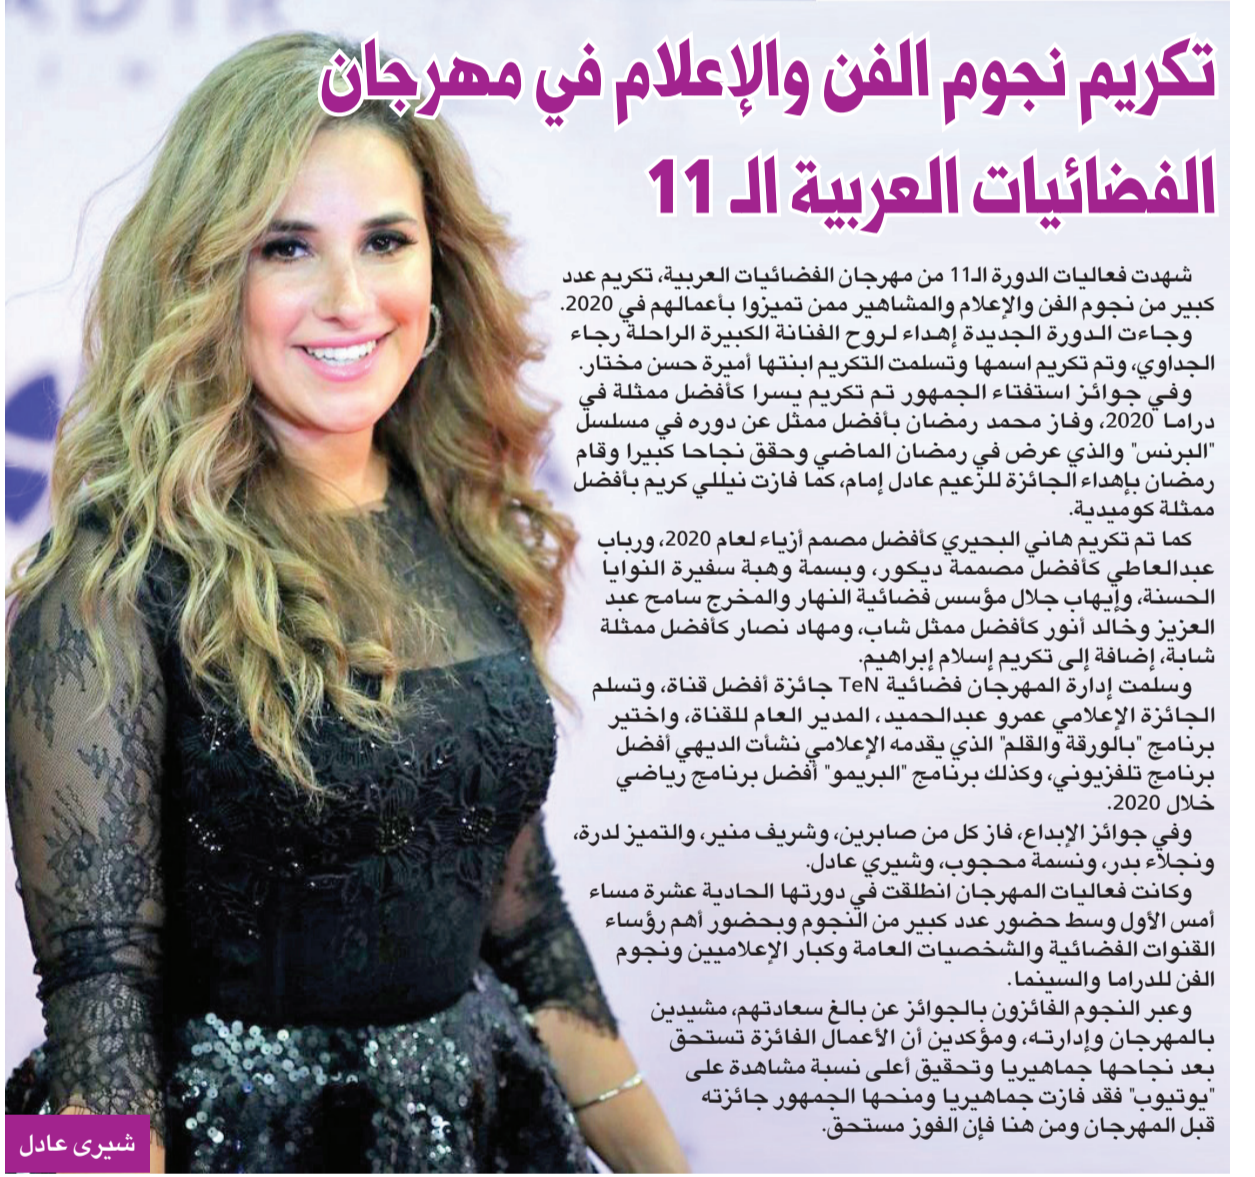 تكريم نجوم الفن والإعلام في مهرجان
الفضائيات العربية الـ 11
شهدت فعاليات الدورة الـ11 من مهرجان الفضائيات العربية، تكريم عدد
كبير من نجوم الفن والإعلام والمشاهير ممن تميزوا بأعمالهم في 2020.
وجاءت الدورة الجديدة إهداء لروح الفنانة الكبيرة الراحلة رجاء
الجداوي، وتم تكريم اسمها وتسلمت التكريم ابنتها أميرة حسن مختار.
وفي جوائز استفتاء الجمهور تم تكريم يسرا كأفضل ممثلة في
دراما 2020، وفاز محمد رمضان بأفضل ممثل عن دوره في مسلسل
"البرنس" والذي عرض في رمضان الماضي وحقق نجاحا كبيرا وقام
رمضان بإهداء الجائزة للزعيم عادل إمام، كما فازت نيللي كريم بأفضل
ممثلة كوميدية.
كما تم تكريم هاني البحيري كأفضل مصمم أزياء لعام 2020، ورباب
عبدالعاطي كأفضل مصممة ديكور، وبسمة وهبة سفيرة النوايا
الحسنة، وإيهاب جلال مؤسس فضائية النهار والمخرج سامح عبد
العزيز وخالد أنور كأفضل ممثل شاب، ومهاد نصار كأفضل ممثلة
شابة، إضافة إلى تكريم إسلام إبراهيم.
وسلمت إدارة المهرجان فضائية TeN جائزة أفضل قناة، وتسلم
الجائزة الإعلامي عمرو عبدالحميد، المدير العام للقناة، واختير
برنامج "بالورقة والقلم" الذي يقدمه الإعلامي نشأت الديهي أفضل
برنامج تلفزيوني، وكذلك برنامج "البريمو" أفضل برنامج رياضي
خلال 2020.
وفي جوائز الإبداع، فاز كل من صابرين، وشريف منير، والتميز لدرة،
ونجلاء بدر، ونسمة محجوب، وشيري عادل.
وكانت فعاليات المهرجان انطلقت في دورتها الحادية عشرة مساء
أمس الأول وسط حضور عدد كبير من النجوم وبحضور أهم رؤساء
القنوات الفضائية والشخصيات العامة وكبار الإعلاميين ونجوم
الفن للدراما والسينما.
وعبر النجوم الفائزون بالجوائز عن بالغ سعادتهم، مشيدين
بالمهرجان وإدارته، ومؤكدين أن الأعمال الفائزة تستحق
بعد نجاحها جماهيريا وتحقيق أعلى نسبة مشاهدة على
"يوتيوب" فقد فازت جماهيريا ومنحها الجمهور جائزته
قبل المهرجان ومن هنا فإن الفوز مستحق.
شيرى عادل